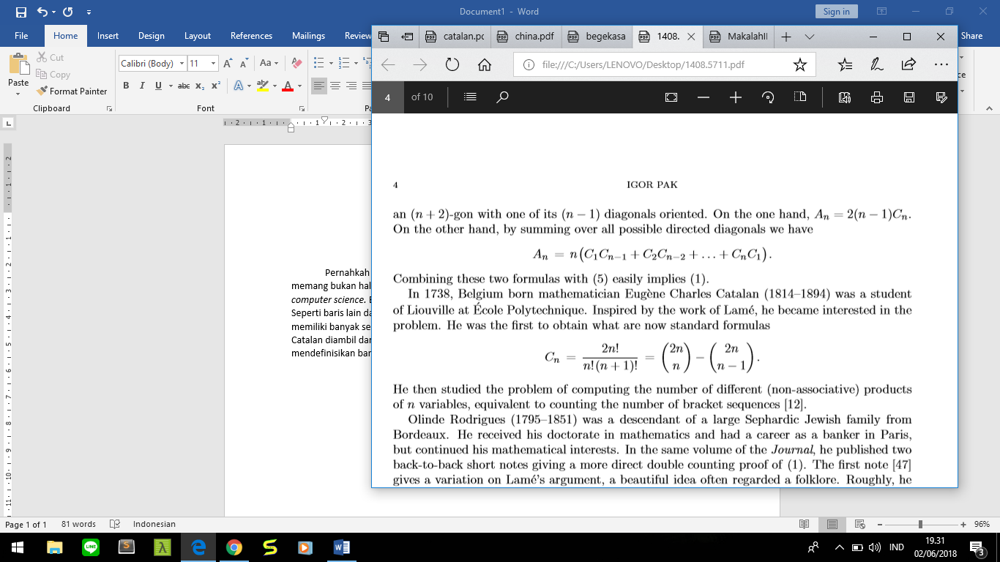 Document1 - Word
Sign in
File Home Insert Design Layout References Mailings Review
Share
Paste
Cut
Copy
Format Painter
Clipboard
Calibri (Body) 11
Font
catalan.pc china.pdf begekasa 1408. MakalahII
file:///C:/Users/LENOVO/Desktop/1408.5711.pdf
4 of 10
4 IGOR PAK
an (n + 2)-gon with one of its (n − 1) diagonals oriented. On the one hand, Aₙ = 2(n − 1)Cₙ.
On the other hand, by summing over all possible directed diagonals we have
Aₙ = n(C₁Cₙ₋₁ + C₂Cₙ₋₂ + . . . + CₙC₁).
Combining these two formulas with (5) easily implies (1).
In 1738, Belgium born mathematician Eugène Charles Catalan (1814–1894) was a student
of Liouville at École Polytechnique. Inspired by the work of Lamé, he became interested in the
problem. He was the first to obtain what are now standard formulas
Cₙ = 2n! / n!(n + 1)! = (2n n) − (2n n − 1).
He then studied the problem of computing the number of different (non-associative) products
of n variables, equivalent to counting the number of bracket sequences [12].
Olinde Rodrigues (1795–1851) was a descendant of a large Sephardic Jewish family from
Bordeaux. He received his doctorate in mathematics and had a career as a banker in Paris,
but continued his mathematical interests. In the same volume of the Journal, he published two
back-to-back short notes giving a more direct double counting proof of (1). The first note [47]
gives a variation on Lamé's argument, a beautiful idea often regarded a folklore. Roughly, he
Pernahkah
memang bukan hal
computer science.
Seperti baris lain da
memiliki banyak se
Catalan diambil dar
mendefinisikan bar
Page 1 of 1 81 words Indonesian
96%
IND
19.31
02/06/2018
3